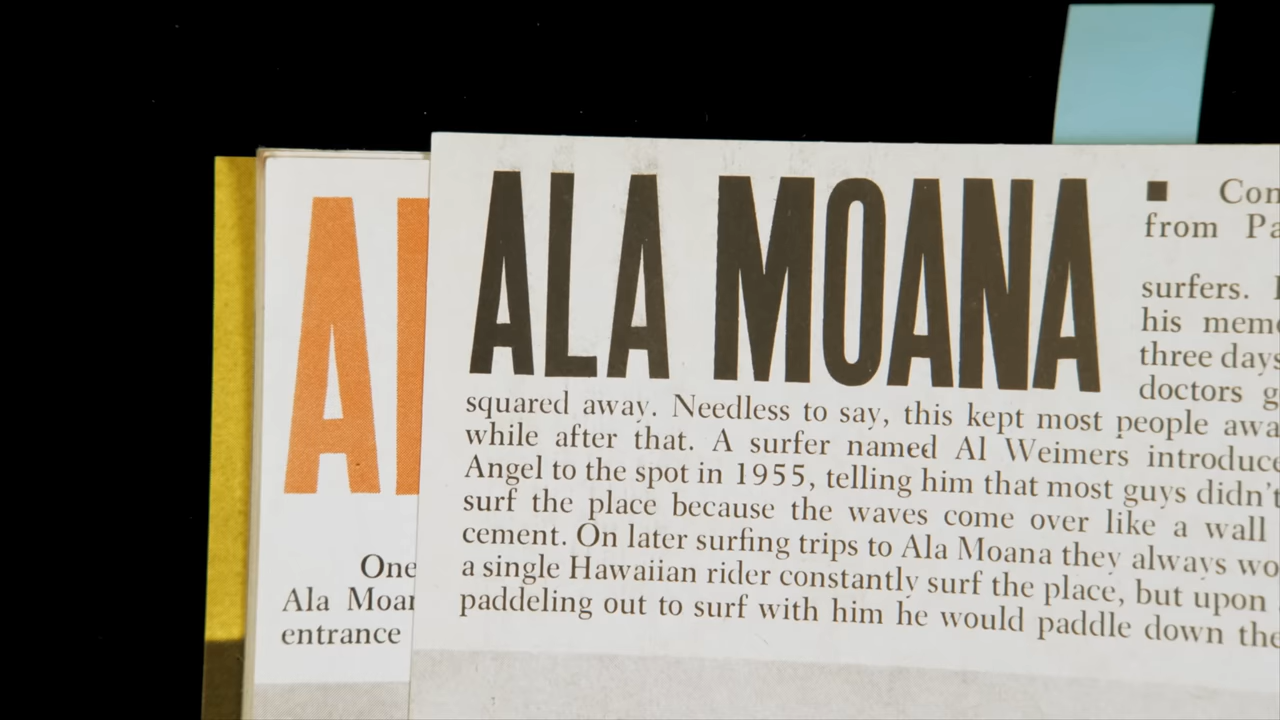 AL
One
Ala Moan
entrance
ALA MOANA
■ Con
from Pa
surfers.
his mem
three days
doctors g
squared away. Needless to say, this kept most people awa
while after that. A surfer named Al Weimers introduce
Angel to the spot in 1955, telling him that most guys didn't
surf the place because the waves come over like a wall
cement. On later surfing trips to Ala Moana they always wo
a single Hawaiian rider constantly surf the place, but upon
paddeling out to surf with him he would paddle down the